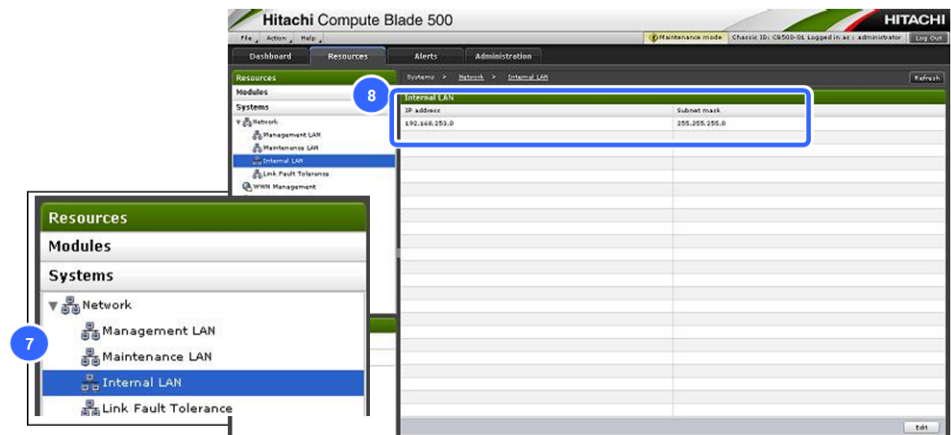 Hitachi Compute Blade 500
HITACHI
File Action Help
Maintenance mode Chassis ID: CB500-01 Logged in as : administrator Log Out
Dashboard Resources Alerts Administration
Resources
Systems > Network > Internal LAN
Refresh
Modules
8
Internal LAN
Systems
IP address Subnet mask
Network
192.168.253.0 255.255.255.0
Management LAN
Maintenance LAN
Internal LAN
Link Fault Tolerance
WWN Management
Resources
Modules
Systems
Network
Management LAN
7
Maintenance LAN
Internal LAN
Link Fault Tolerance
Edit